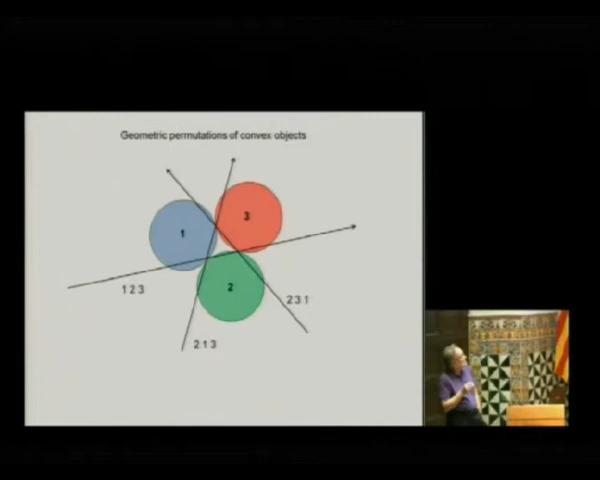 Geometric permutations of convex objects
3
1
2
1 2 3
2 3 1
2 1 3